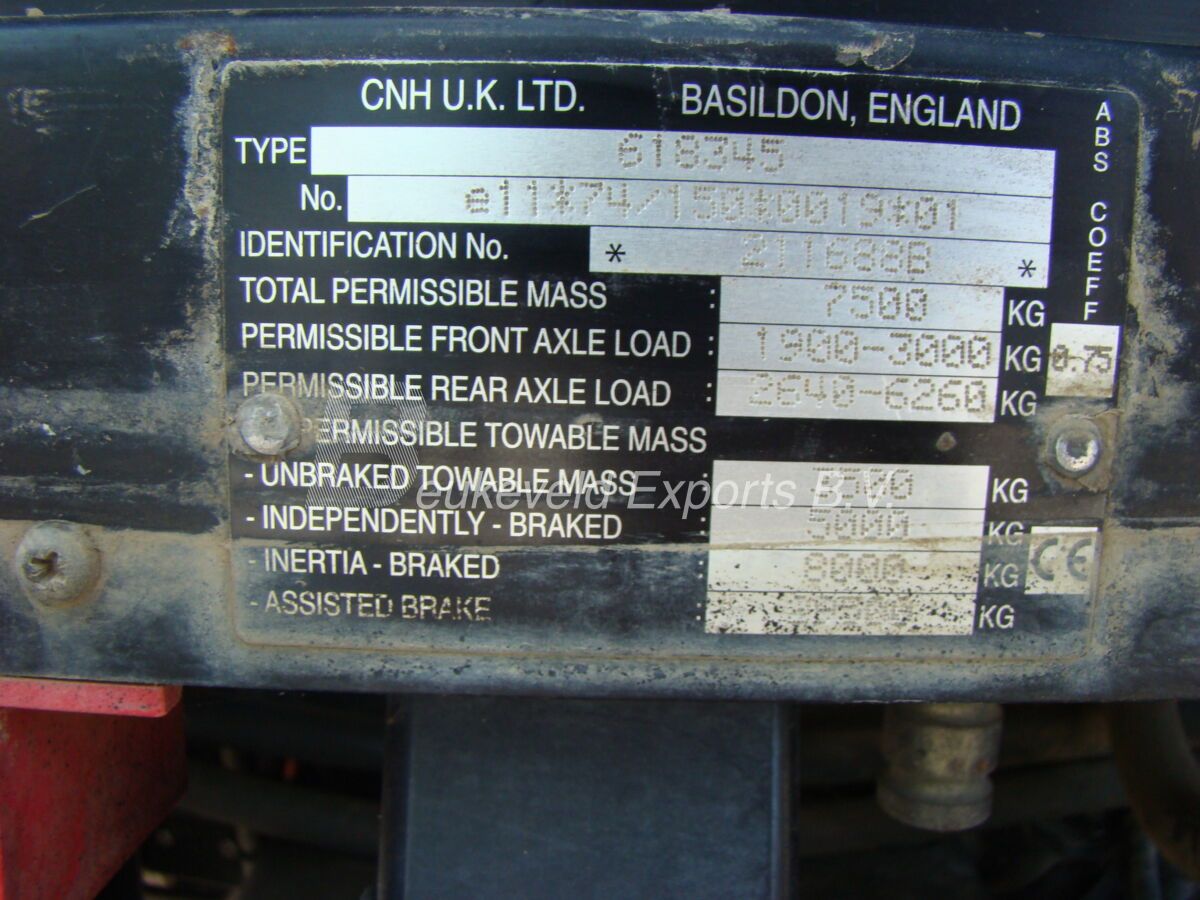 CNH U.K. LTD. BASILDON, ENGLAND
ABS COEFF
TYPE 618345
No. e11*74/150*0019*01
IDENTIFICATION No. * 211688B *
TOTAL PERMISSIBLE MASS : 7500 KG
PERMISSIBLE FRONT AXLE LOAD : 1900-3000 KG 0.75
PERMISSIBLE REAR AXLE LOAD : 2640-6260 KG
PERMISSIBLE TOWABLE MASS
- UNBRAKED TOWABLE MASS : KG
Beukeveld Exports B.V.
- INDEPENDENTLY - BRAKED : 5000 KG
CE
- INERTIA - BRAKED : 8000 KG
- ASSISTED BRAKE : KG